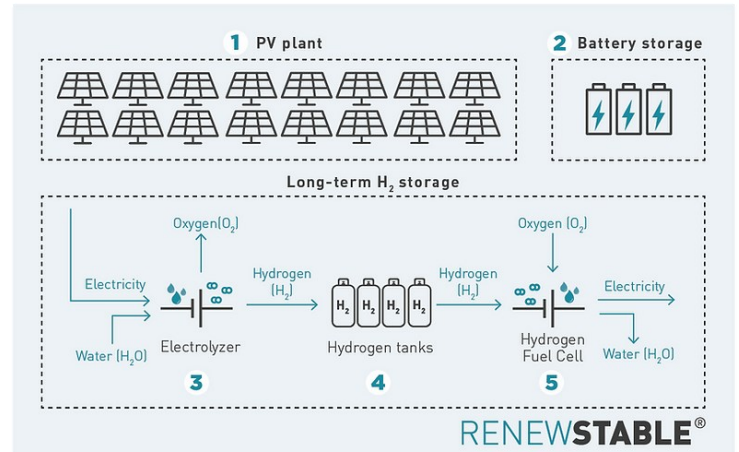 1 PV plant
2 Battery storage
Long-term H₂ storage
Oxygen(O₂)
Oxygen (O₂)
Electricity
Hydrogen
(H₂)
Hydrogen
(H₂)
Electricity
H₂ H₂ H₂ H₂
Water (H₂O)
Electrolyzer
Hydrogen tanks
Hydrogen
Fuel Cell
Water (H₂O)
3
4
5
RENEWSTABLE®